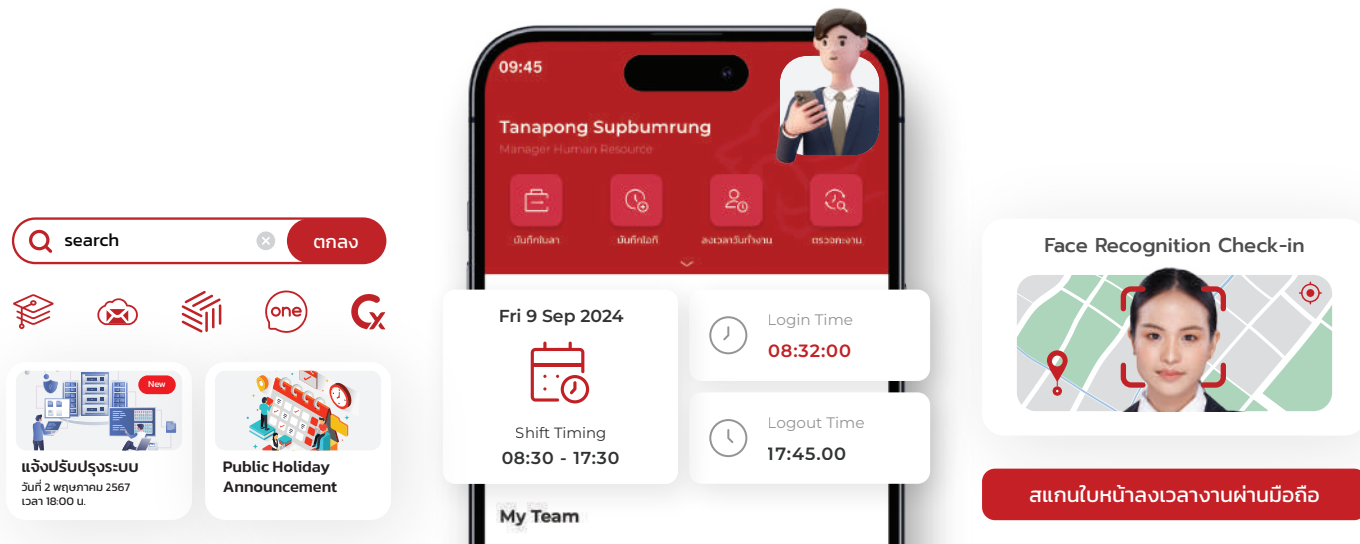 search
ตกลง
one
Cx
New
แจ้งปรับปรุงระบบ
วันที่ 2 พฤษภาคม 2567
เวลา 18:00 น.
Public Holiday
Announcement
09:45
Tanapong Supbumrung
Manager Human Resource
บันทึกใบลา
บันทึกโอที
ลงเวลาวันทำงาน
ตรวจกะงาน
Fri 9 Sep 2024
Shift Timing
08:30 - 17:30
Login Time
08:32:00
Logout Time
17:45.00
My Team
Face Recognition Check-in
สแกนใบหน้าลงเวลางานผ่านมือถือ